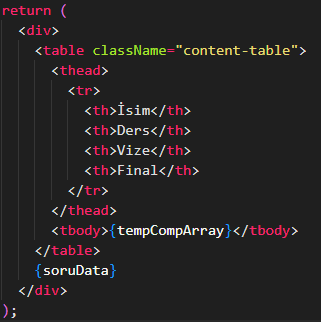 return (
<div>
<table className="content-table">
<thead>
<tr>
<th>İsim</th>
<th>Ders</th>
<th>Vize</th>
<th>Final</th>
</tr>
</thead>
<tbody>{tempCompArray}</tbody>
</table>
{soruData}
</div>
);